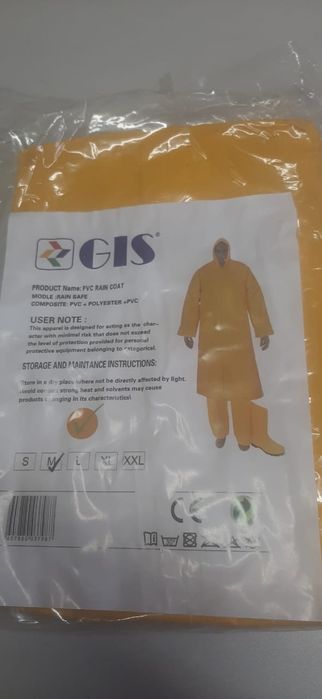 GIS®
PRODUCT Name: PVC RAIN COAT
MODLE :RAIN SAFE
COMPOSITE: PVC + POLYESTER +PVC
USER NOTE :
This apparel is designed for acting as the char-
acter with minimal risk that does not exceed
the level of protection provided for personal
protective equipment belonging to categorical.
STORAGE AND MAINTANCE INSTRUCTIONS:
Store in a dry place where not be directly affected by light.
Avoid contact strong heat and solvents may cause
products changing in its characteristical
S M L XL XXL
CE